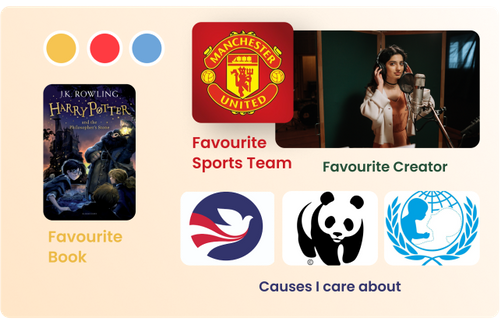 J.K. ROWLING
HARRY POTTER
and the
Philosopher's Stone
Favourite
Book
MANCHESTER
UNITED
Favourite
Sports Team
Favourite Creator
©
Causes I care about